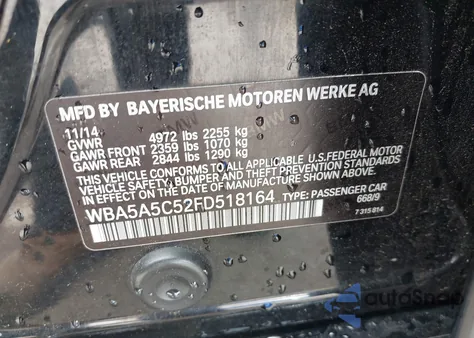 MFD BY BAYERISCHE MOTOREN WERKE AG
11/14
GVWR 4972 lbs 2255 kg
GAWR FRONT 2359 lbs 1070 kg
GAWR REAR 2844 lbs 1290 kg
THIS VEHICLE CONFORMS TO ALL APPLICABLE U.S.FEDERAL MOTOR
VEHICLE SAFETY, BUMPER, AND THEFT PREVENTION STANDARDS
IN EFFECT ON THE DATE OF MANUFACTURE SHOWN ABOVE.
WBA5A5C52FD518164 TYPE: PASSENGER CAR
668/9
7 315 814
autoSnap